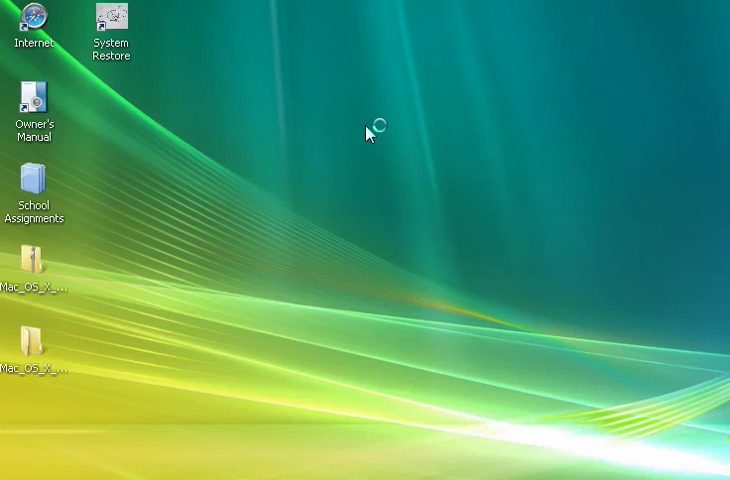 Internet
System
Restore
Owner's
Manual
School
Assignments
Mac_OS_X_...
Mac_OS_X_...